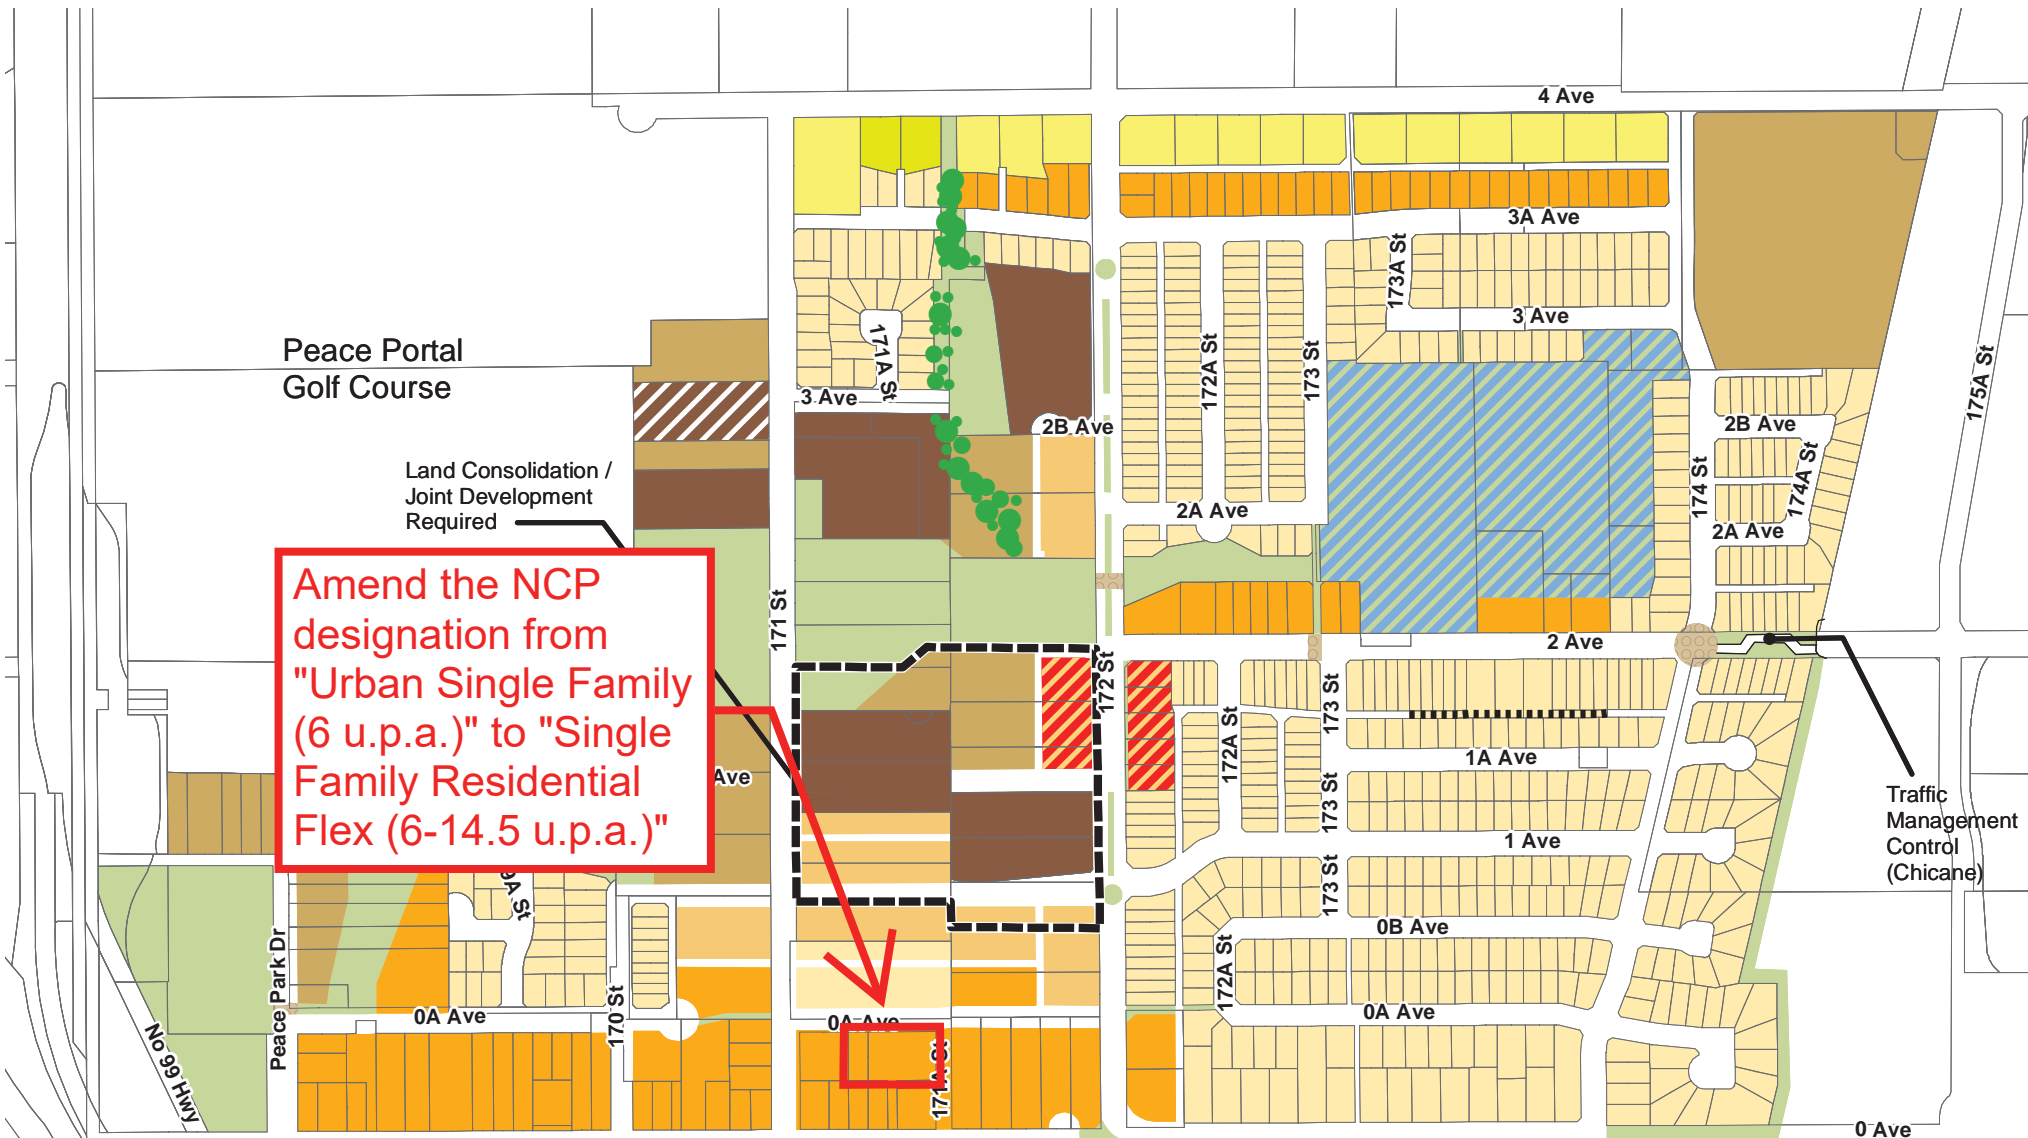 4 Ave
3A Ave
173A St
3 Ave
Peace Portal
Golf Course
171A St
172A St
173 St
175A St
3 Ave
2B Ave
2B Ave
Land Consolidation /
Joint Development
Required
174 St
174A St
2A Ave
2A Ave
Amend the NCP
designation from
"Urban Single Family
(6 u.p.a.)" to "Single
Family Residential
Flex (6-14.5 u.p.a.)"
171 St
2 Ave
172 St
173 St
172A St
1A Ave
Ave
173 St
Traffic
Management
Control
(Chicane)
1 Ave
173 St
9A St
0B Ave
Peace Park Dr
170 St
172A St
0A Ave
0A Ave
0A Ave
No 99 Hwy
171A St
0 Ave